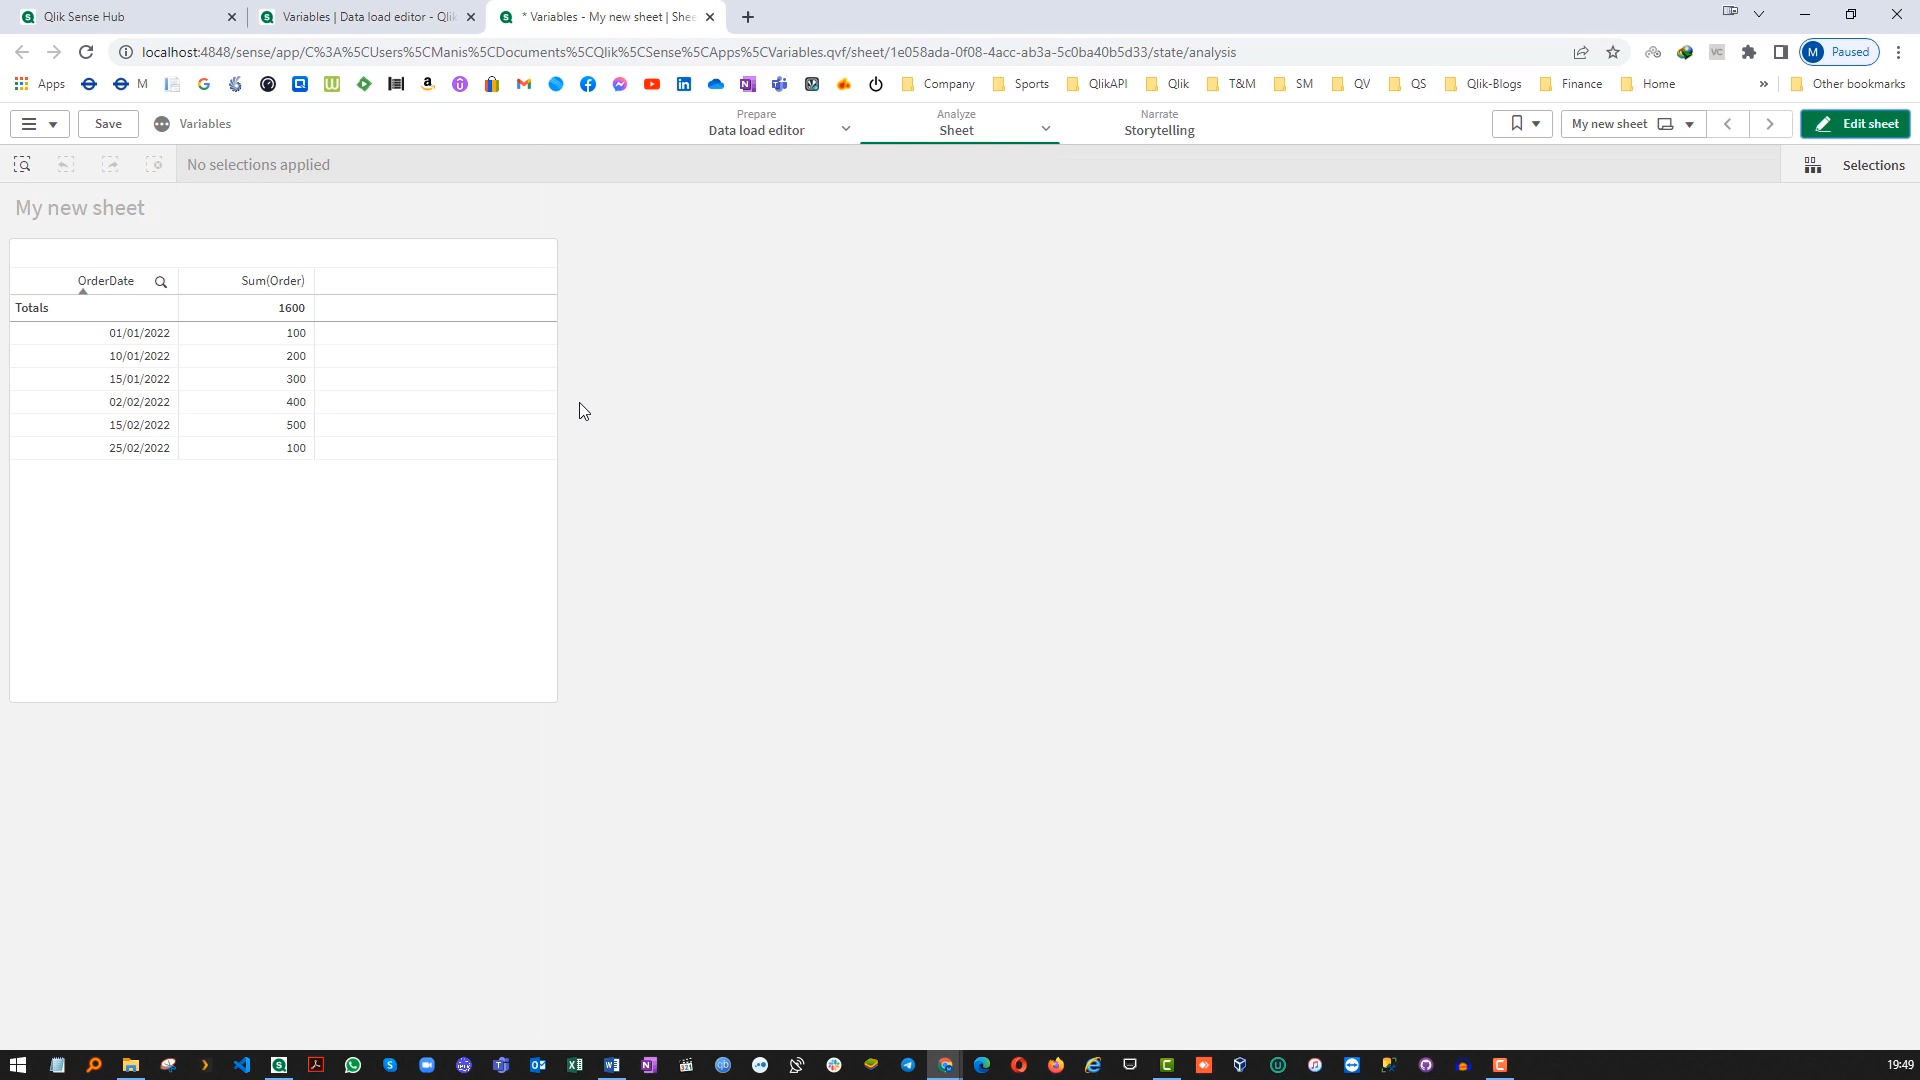 Qlik Sense Hub
Variables | Data load editor - Qlik
* Variables - My new sheet | Shee
localhost:4848/sense/app/C%3A%5CUsers%5CManis%5CDocuments%5CQlik%5CSense%5CApps%5CVariables.qvf/sheet/1e058ada-0f08-4acc-ab3a-5c0ba40b5d33/state/analysis
VC
M Paused
Apps
M
Company
Sports
QlikAPI
Qlik
T&M
SM
QV
QS
Qlik-Blogs
Finance
Home
»
Other bookmarks
Save
Variables
Prepare
Data load editor
Analyze
Sheet
Narrate
Storytelling
My new sheet
Edit sheet
No selections applied
Selections
My new sheet
OrderDate Sum(Order)
Totals 1600
01/01/2022 100
10/01/2022 200
15/01/2022 300
02/02/2022 400
15/02/2022 500
25/02/2022 100
19:49